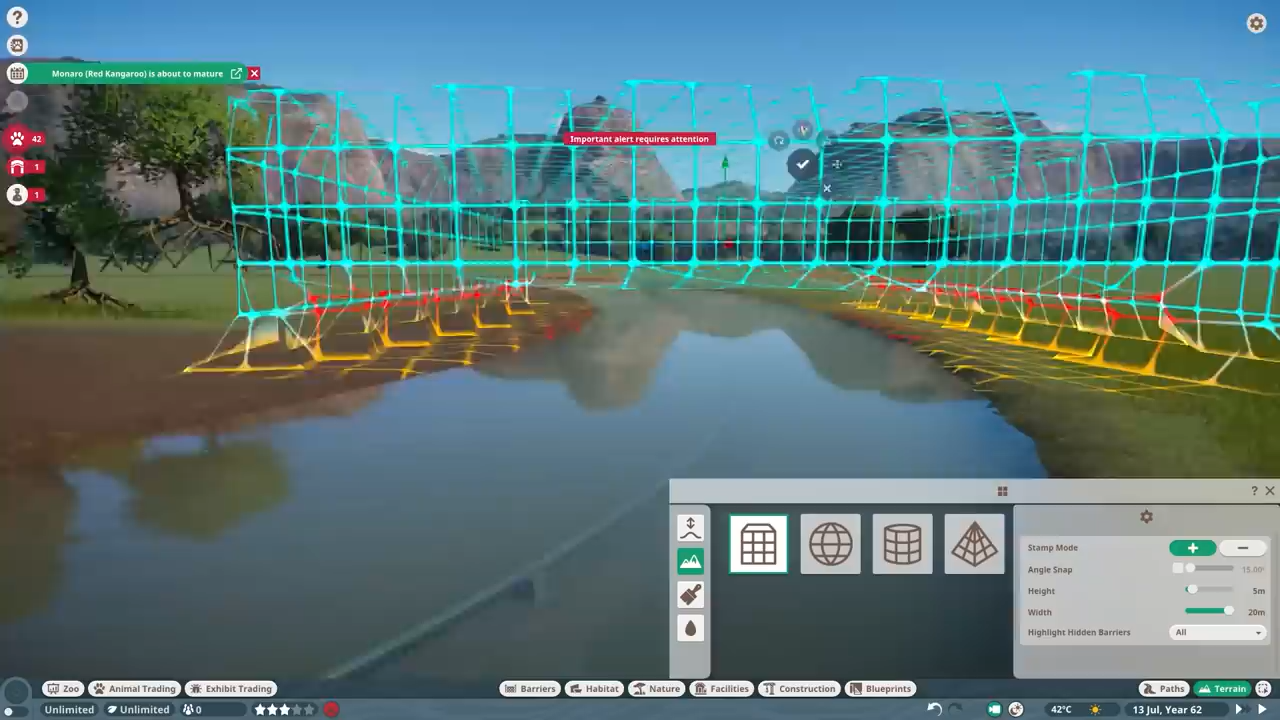 ?
Monaro (Red Kangaroo) is about to mature
42
Important alert requires attention
1
1
?
Stamp Mode
Angle Snap
15.00°
Height
5m
Width
20m
Highlight Hidden Barriers
All
Zoo
Animal Trading
Exhibit Trading
Barriers
Habitat
Nature
Facilities
Construction
Blueprints
Paths
Terrain
Unlimited
Unlimited
0
42°C
13 Jul, Year 62